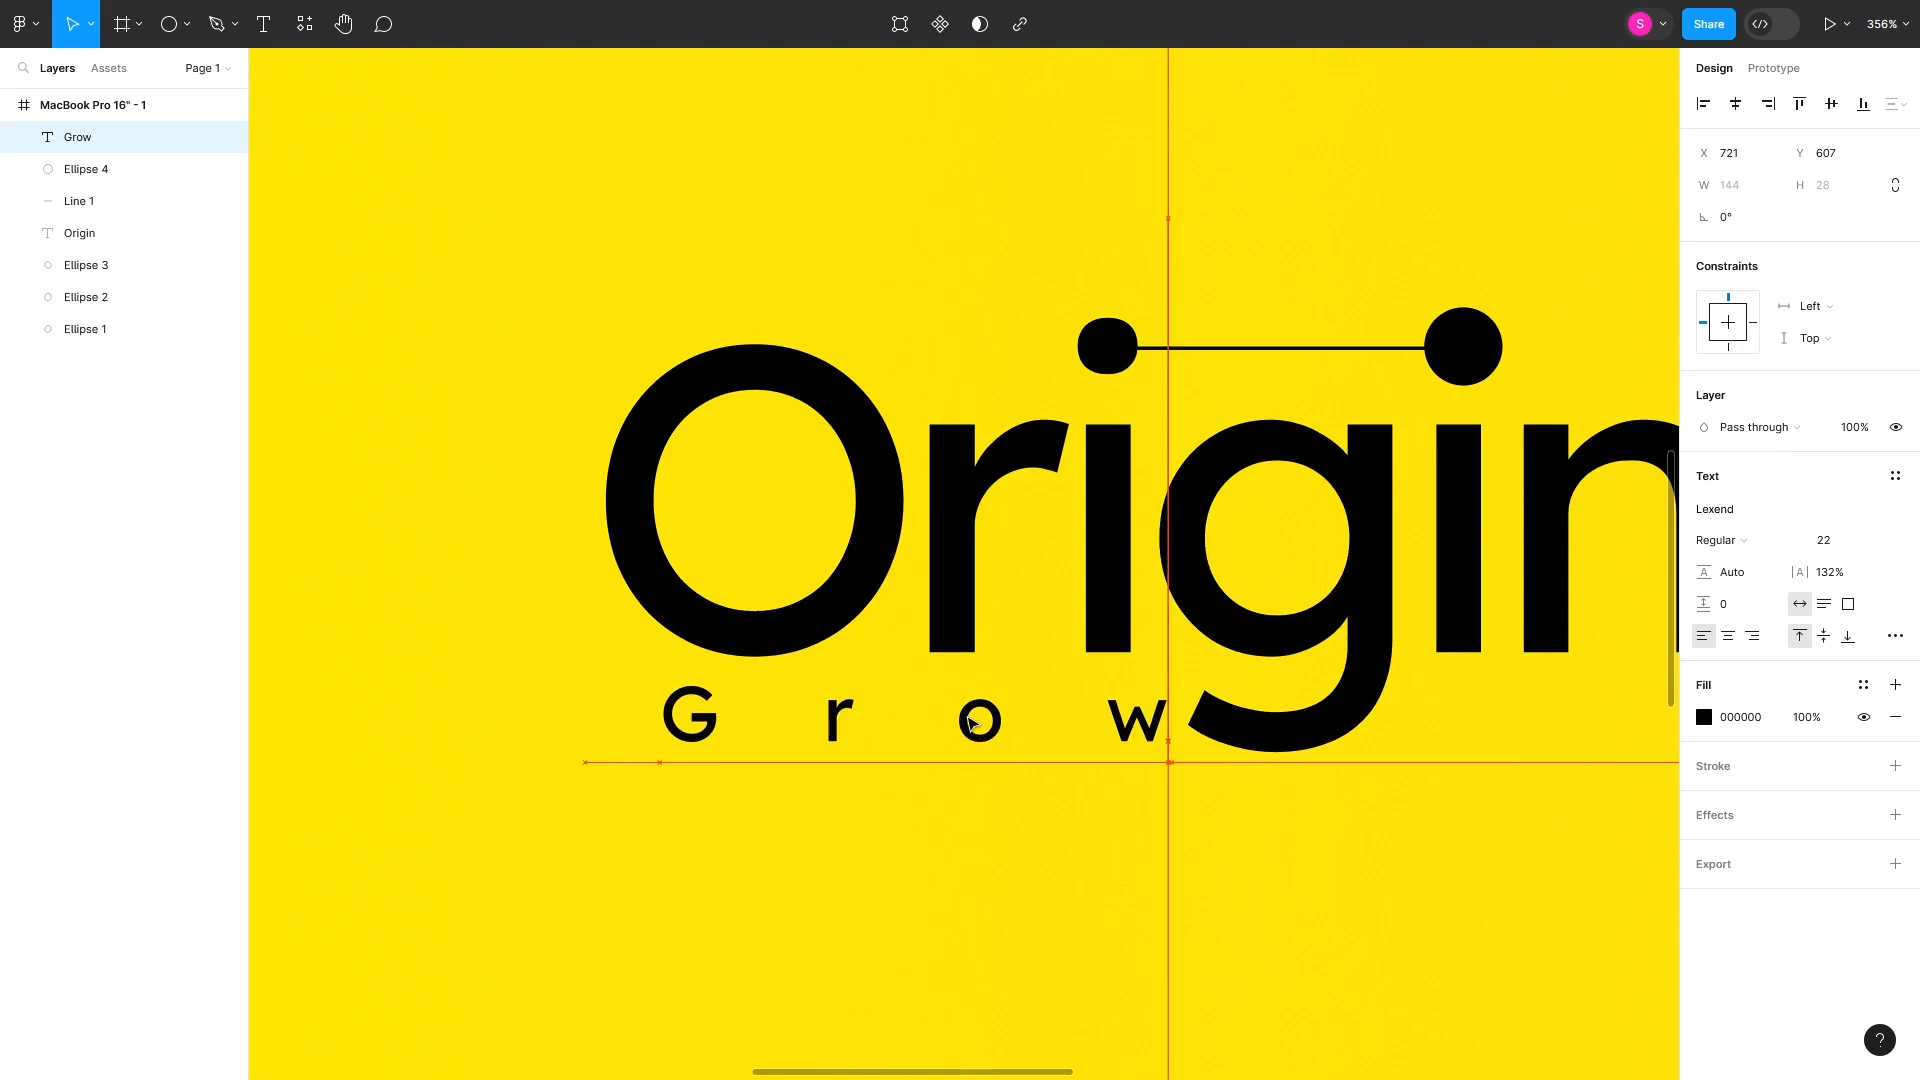 S
Share
356%
Layers
Assets
Page 1
MacBook Pro 16" - 1
Grow
Ellipse 4
Line 1
Origin
Ellipse 3
Ellipse 2
Ellipse 1
Origin
G r o w
Design
Prototype
X 721
Y 607
W 144
H 28
0°
Constraints
Left
Top
Layer
Pass through
100%
Text
Lexend
Regular
22
A Auto
|A| 132%
0
Fill
000000
100%
Stroke
Effects
Export
?